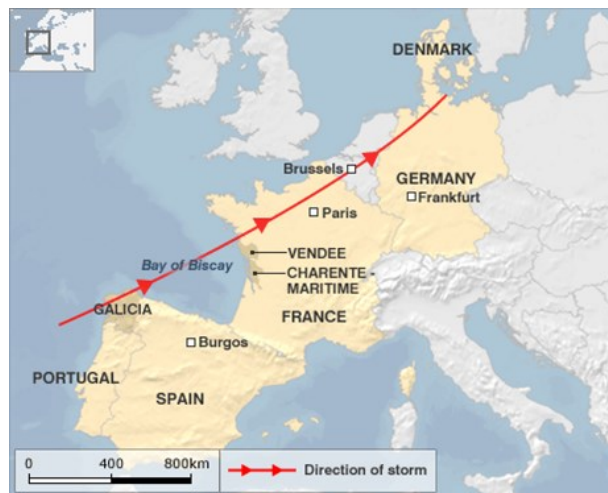 DENMARK
Brussels
GERMANY
Frankfurt
Paris
Bay of Biscay
VENDEE
CHARENTE -
MARITIME
GALICIA
FRANCE
Burgos
PORTUGAL
SPAIN
0 400 800km
Direction of storm